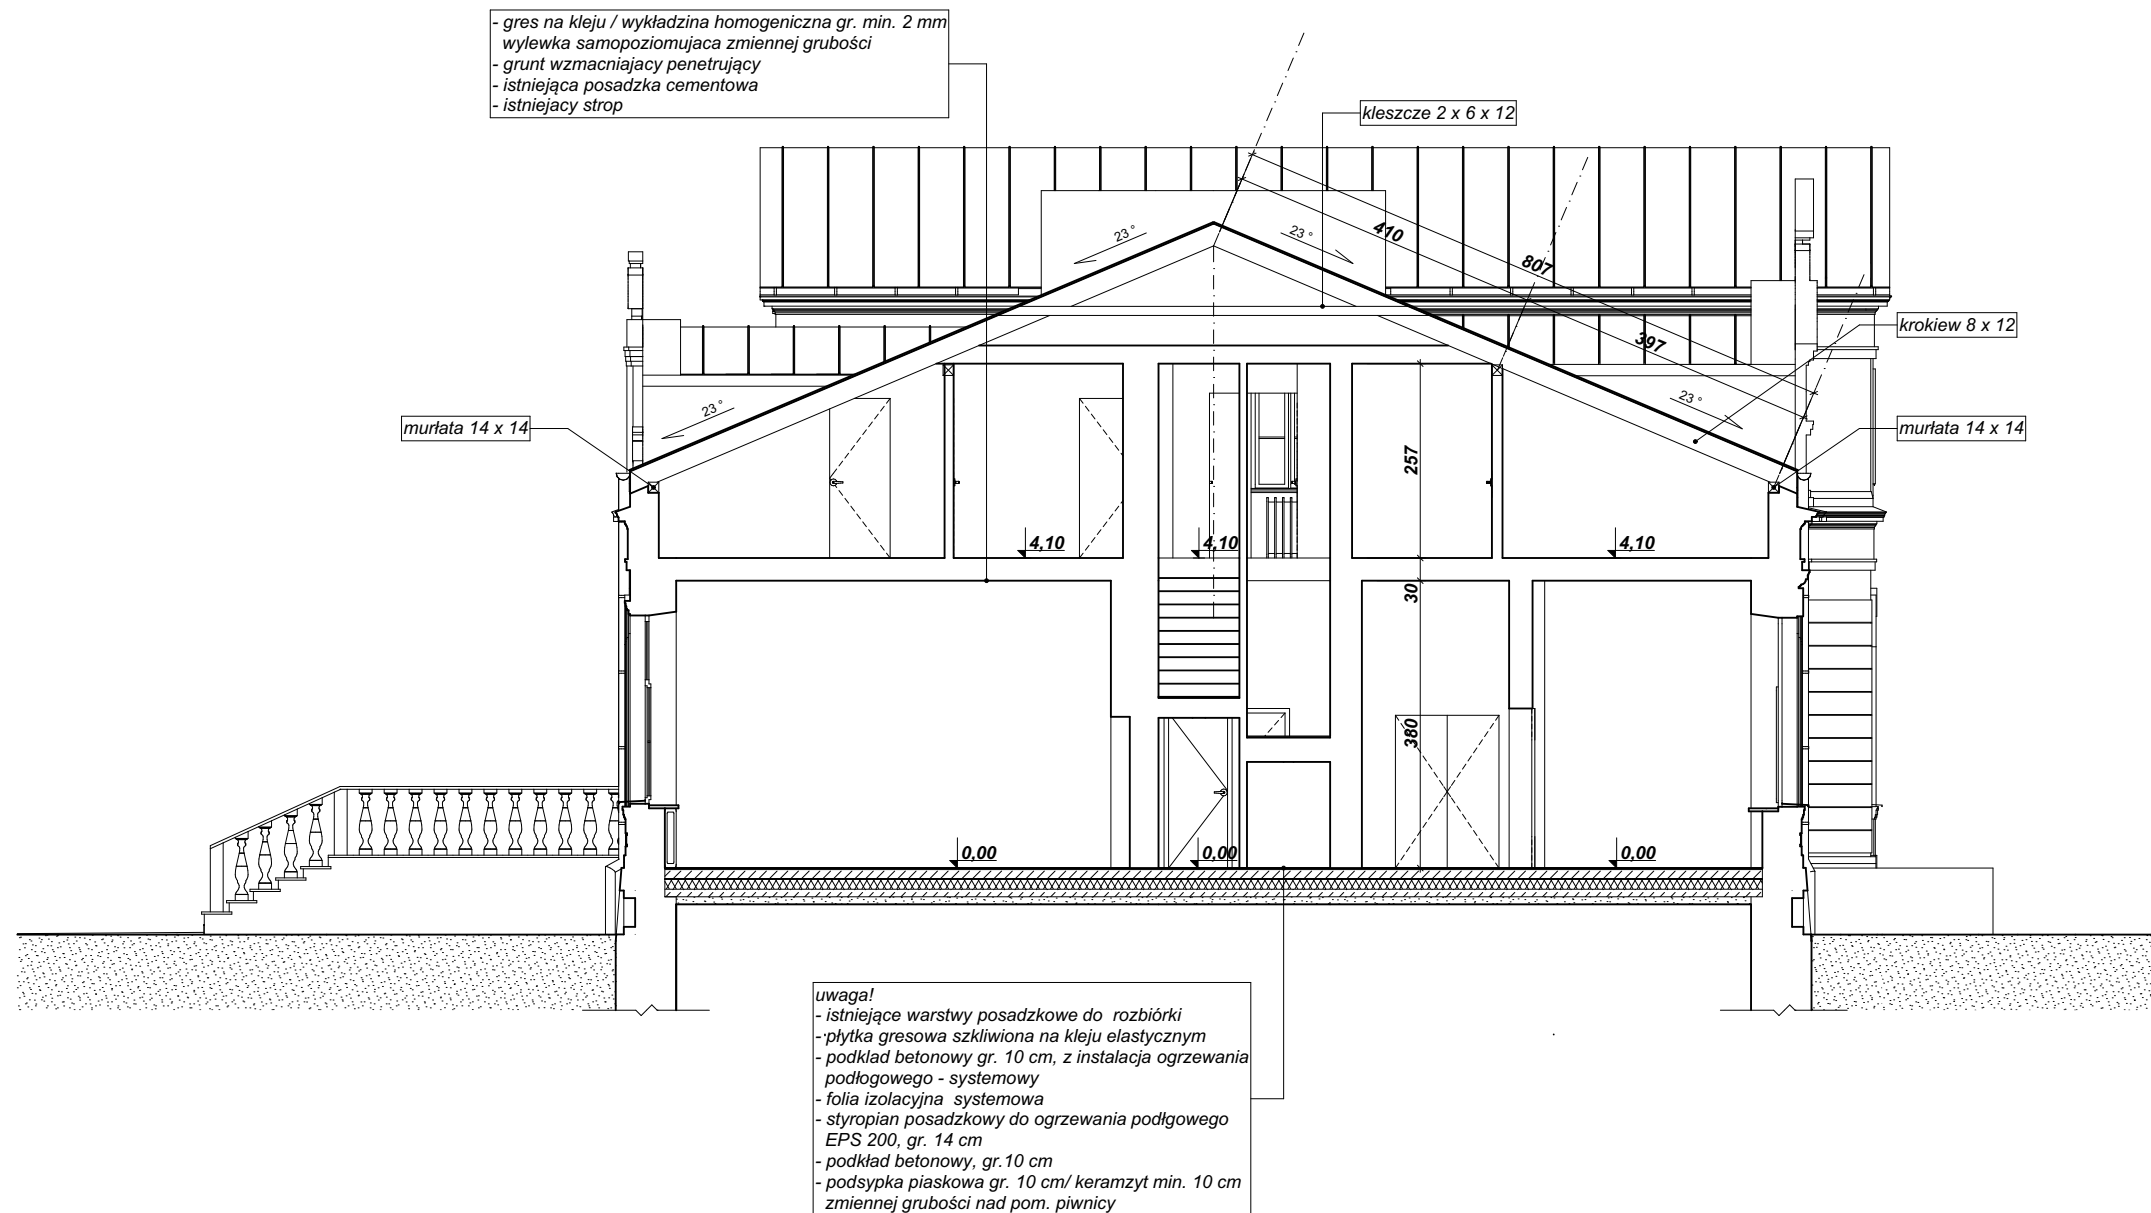 - gres na kleju / wykładzina homogeniczna gr. min. 2 mm
wylewka samopoziomujaca zmiennej grubości
- grunt wzmacniajacy penetrujący
- istniejąca posadzka cementowa
- istniejacy strop
kleszcze 2 x 6 x 12
23°
23°
410
807
397
krokiew 8 x 12
23°
23°
murłata 14 x 14
murłata 14 x 14
257
4,10
4,10
4,10
30
380
0,00
0,00
0,00
uwaga!
- istniejące warstwy posadzkowe do rozbiórki
- płytka gresowa szkliwiona na kleju elastycznym
- podklad betonowy gr. 10 cm, z instalacja ogrzewania
podłogowego - systemowy
- folia izolacyjna systemowa
- styropian posadzkowy do ogrzewania podłgowego
EPS 200, gr. 14 cm
- podkład betonowy, gr.10 cm
- podsypka piaskowa gr. 10 cm/ keramzyt min. 10 cm
zmiennej grubości nad pom. piwnicy